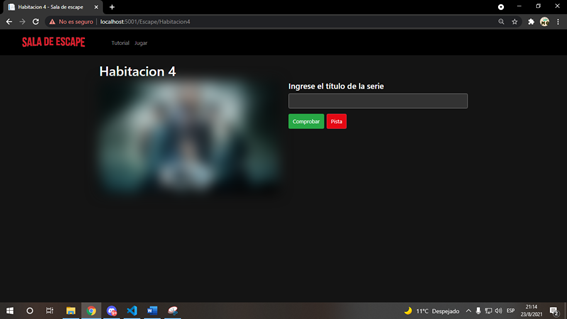 Habitacion 4 - Sala de escape
No es seguro | localhost:5001/Escape/Habitacion4
SALA DE ESCAPE Tutorial Jugar
Habitacion 4
Ingrese el título de la serie
Comprobar Pista
11°C Despejado ESP 21:14
23/8/2021